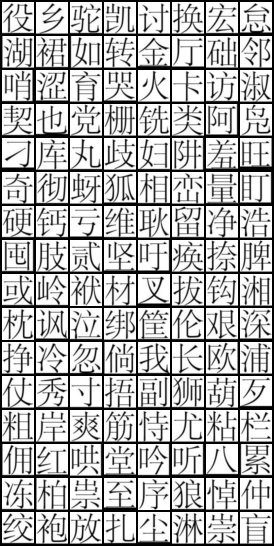 役乡驼凯讨换宏怠
湖裙如转金厅础邻
哨涩育哭火卡访淑
契也党栅铣类阿凫
刁库丸歧妇阱羞旺
奇彻蚜狐相峦量盯
硬钙亏维耿留净浩
囤肢贰坚吁痪捺脾
或岭袱材叉拔钩湘
枕讽泣绑筐伦艰深
挣冷忽倘我长欧浦
仗秀寸捂副狮葫歹
粗岸爽筋恃尤粘栏
佣红哄堂吟听八累
冻柏祟至序狼悼仲
绞袍放扎尘淋崇盲